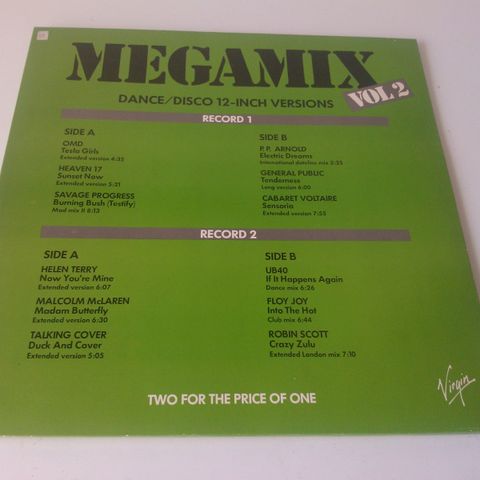 MEGAMIX
VOL 2
DANCE/DISCO 12-INCH VERSIONS
RECORD 1
SIDE A
OMD
Tesla Girls
Extended version 4:32
HEAVEN 17
Sunset Now
Extended version 5:21
SAVAGE PROGRESS
Burning Bush (Testify)
Mad mix II 8:13
SIDE B
P.P. ARNOLD
Electric Dreams
International dateline mix 5:25
GENERAL PUBLIC
Tenderness
Long version 6:00
CABARET VOLTAIRE
Sensoria
Extended version 7:55
RECORD 2
SIDE A
HELEN TERRY
Now You're Mine
Extended version 6:07
MALCOLM McLAREN
Madam Butterfly
Extended version 6:30
TALKING COVER
Duck And Cover
Extended version 5:05
SIDE B
UB40
If It Happens Again
Dance mix 6:26
FLOY JOY
Into The Hot
Club mix 6:44
ROBIN SCOTT
Crazy Zulu
Extended London mix 7:10
TWO FOR THE PRICE OF ONE
Virgin